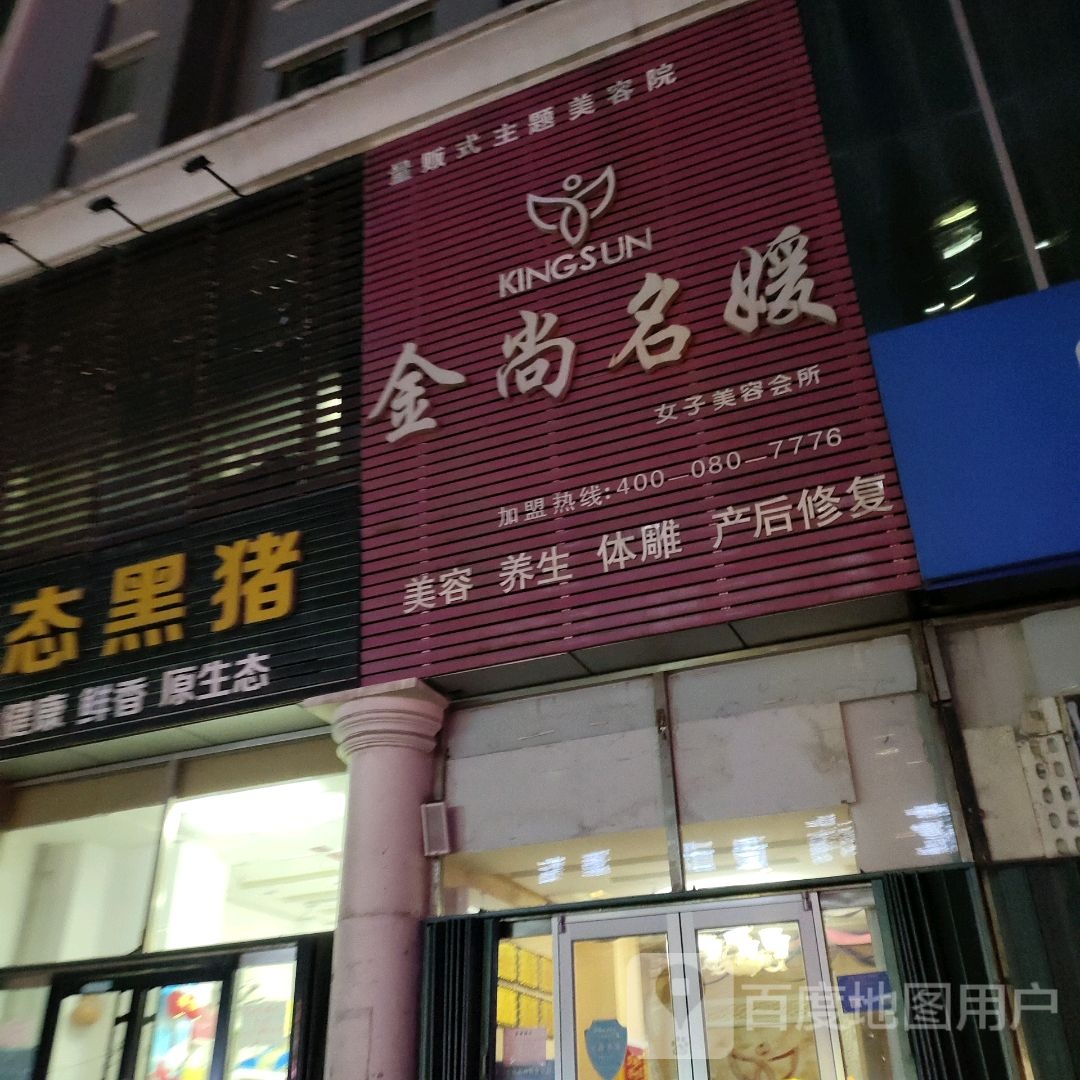 量贩式主题美容院
KINGSUN
金尚名媛
女子美容会所
加盟热线:400—080—7776
美容 养生 体雕 产后修复
态黑猪
健康 鲜香 原生态
百度地图用户